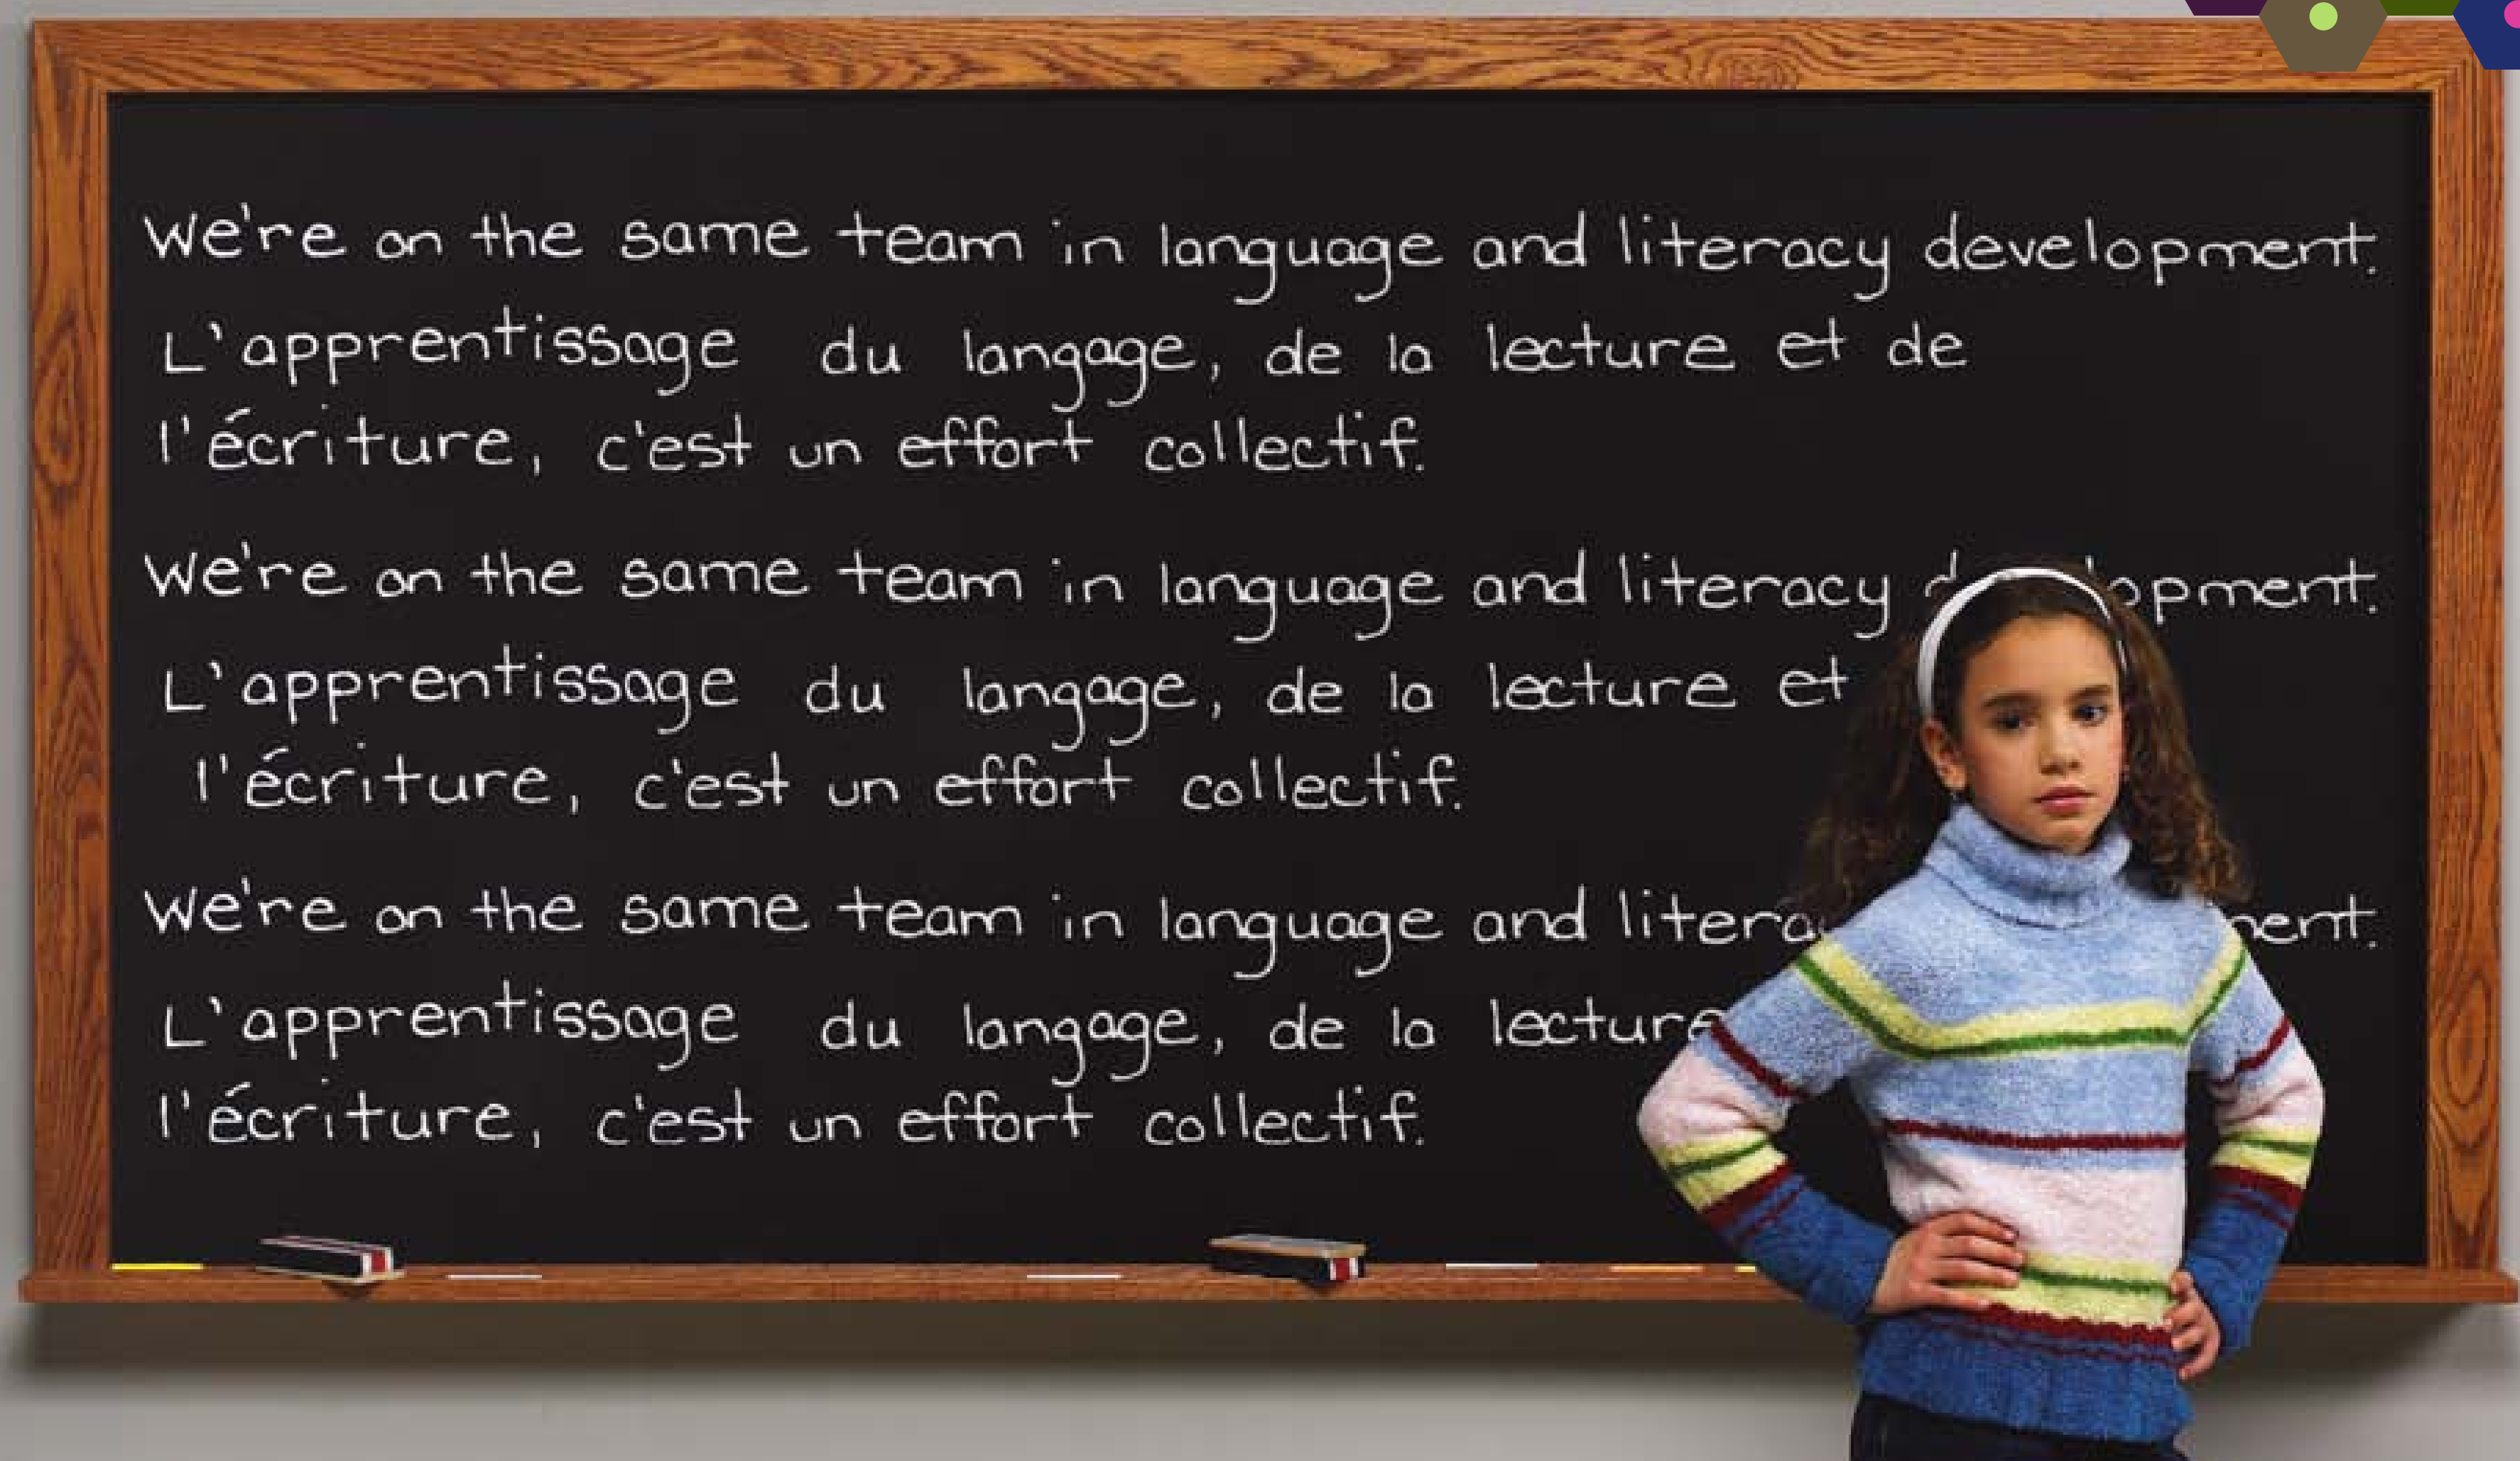 We're on the same team in language and literacy development.
L'apprentissage du langage, de la lecture et de
l'écriture, c'est un effort collectif.
We're on the same team in language and literacy
L'apprentissage du langage, de la lecture et
l'écriture, c'est un effort collectif.
We're on the same team in language and
L'apprentissage du langage, de la lecture
l'écriture, c'est un effort collectif.